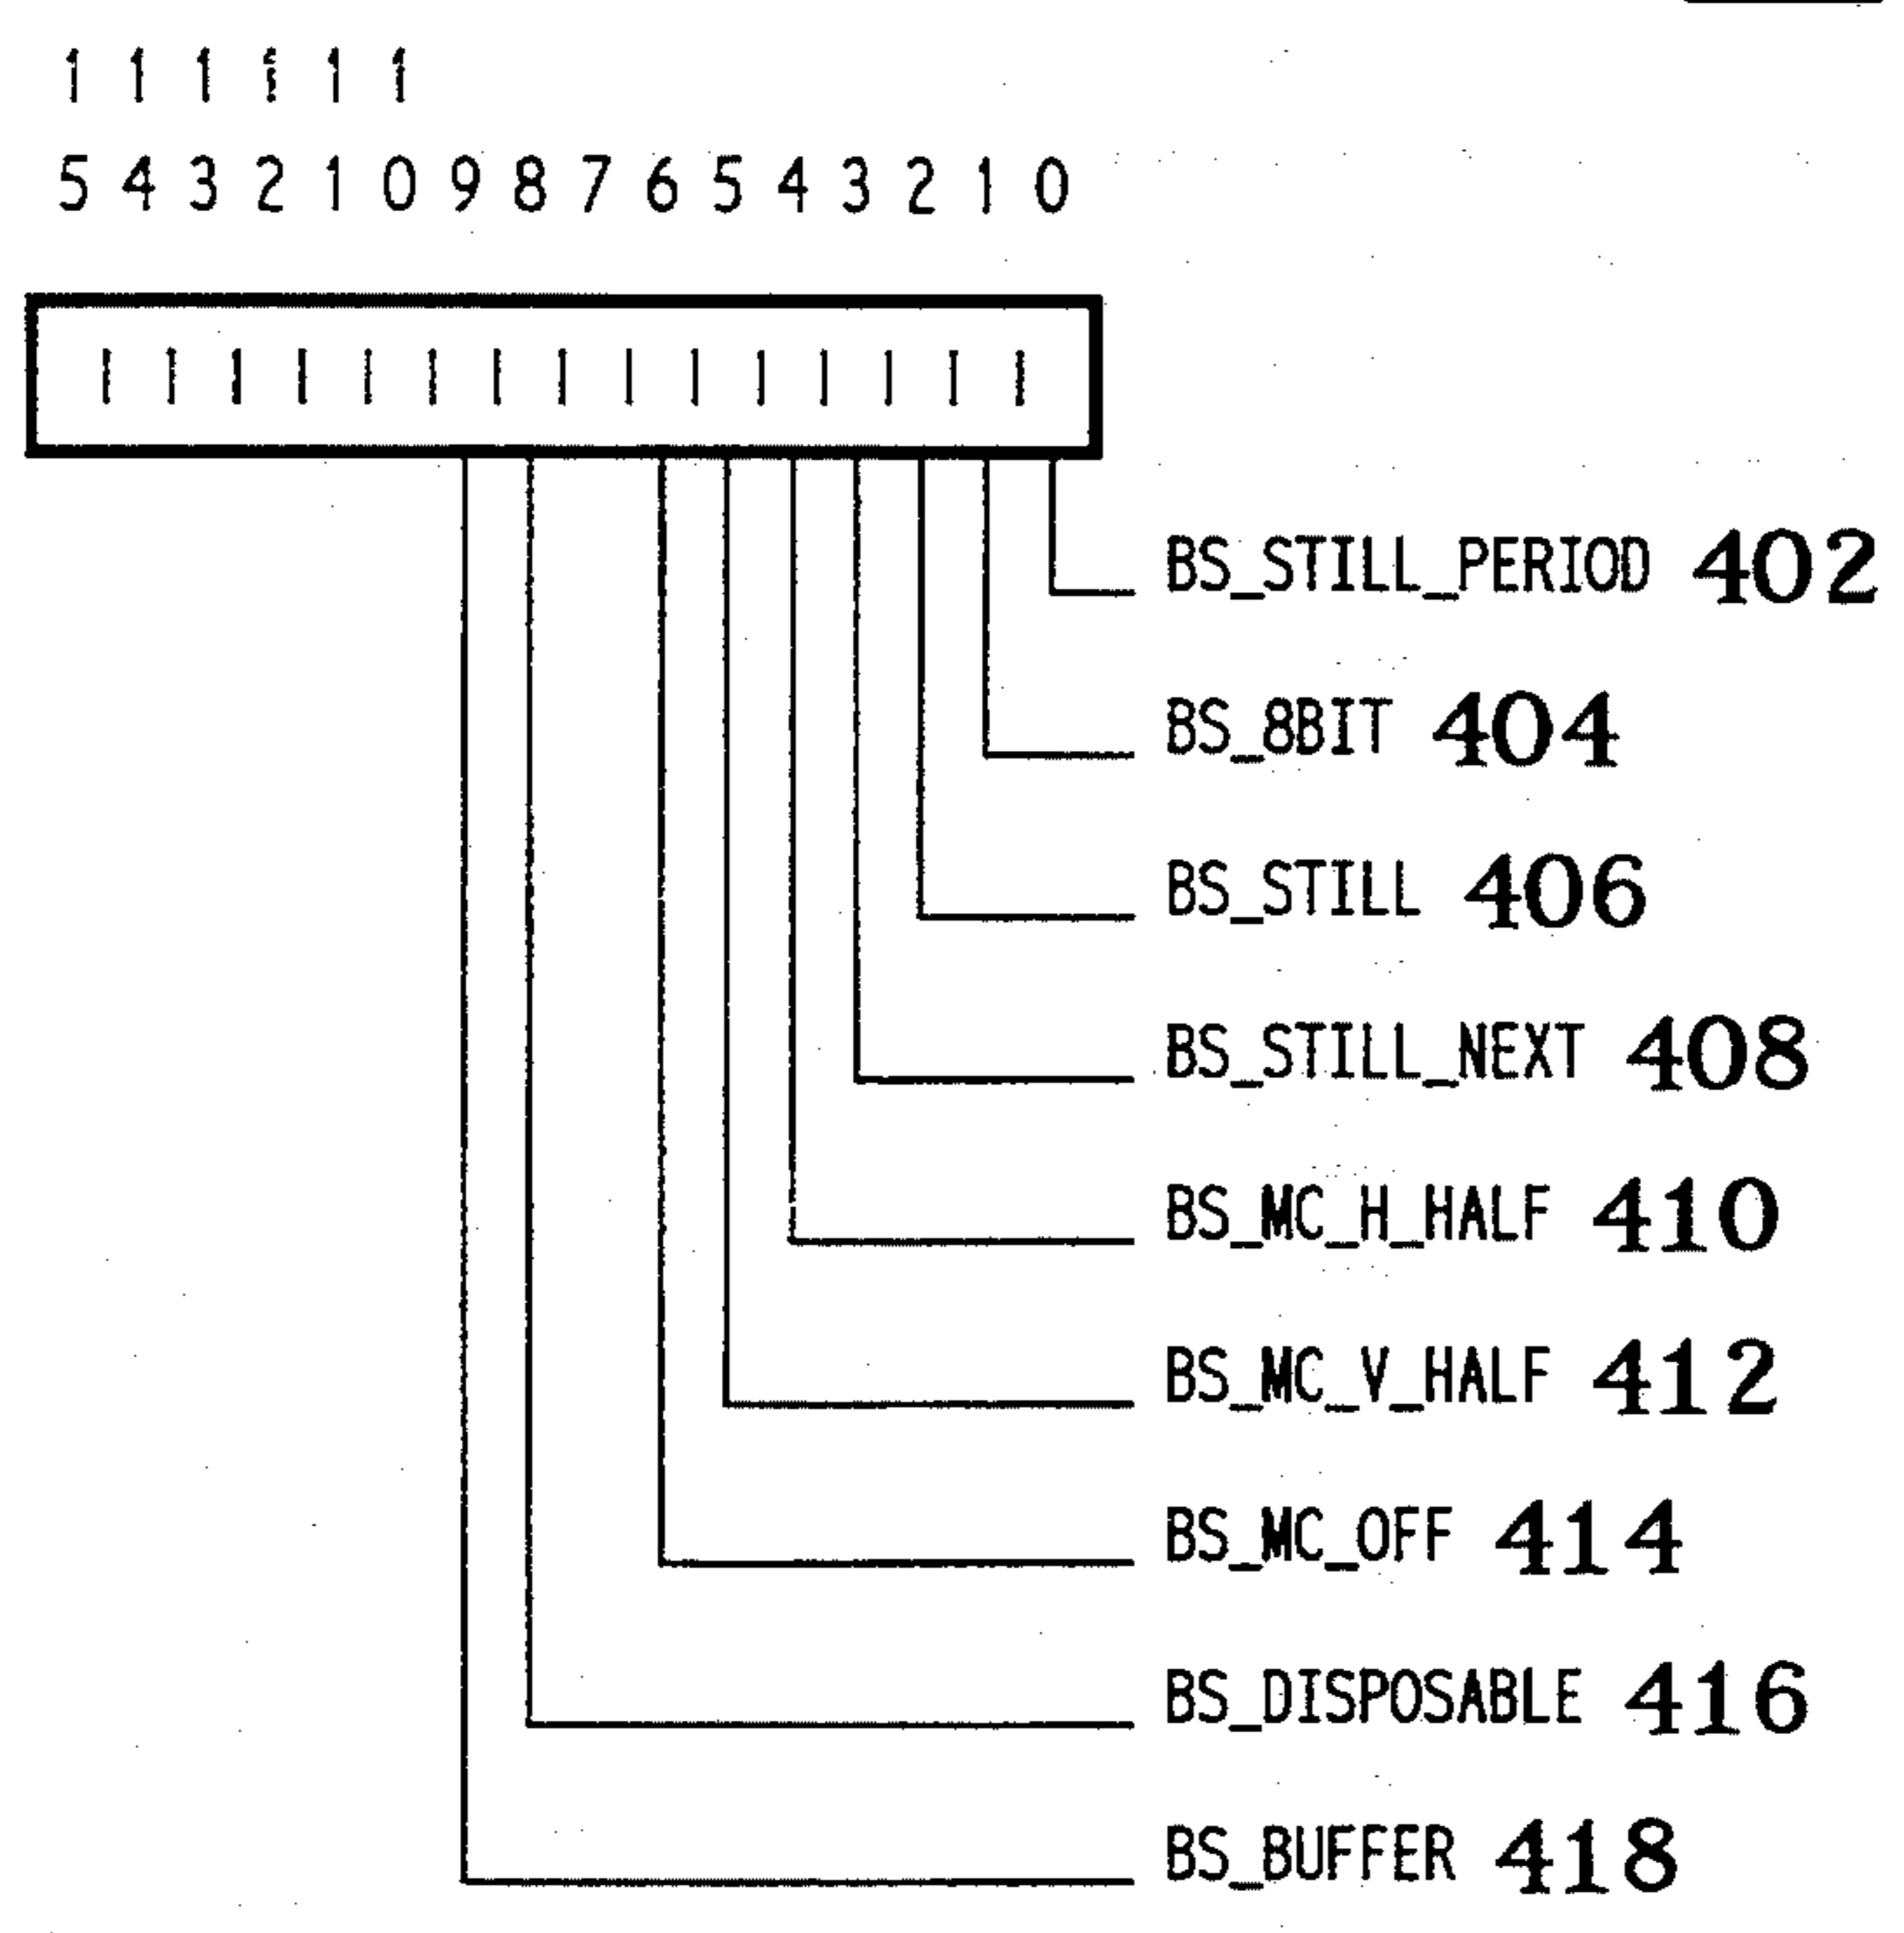 1 1 1 1 1 1
5 4 3 2 1 0 9 8 7 6 5 4 3 2 1 0
BS_STILL_PERIOD 402
BS_8BIT 404
BS_STILL 406
BS_STILL_NEXT 408
BS_MC_H_HALF 410
BS_MC_V_HALF 412
BS_MC_OFF 414
BS_DISPOSABLE 416
BS_BUFFER 418